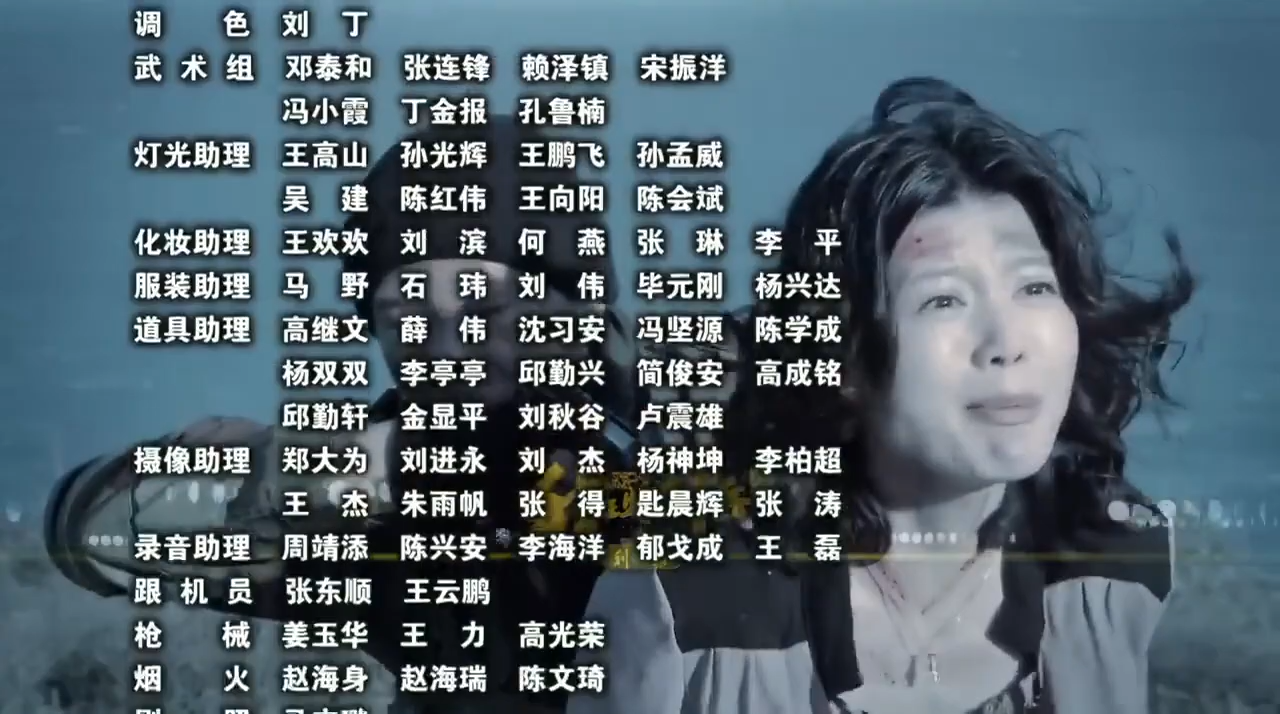 调色 刘丁
武术组 邓泰和 张连锋 赖泽镇 宋振洋
冯小霞 丁金报 孔鲁楠
灯光助理 王高山 孙光辉 王鹏飞 孙孟威
吴建 陈红伟 王向阳 陈会斌
化妆助理 王欢欢 刘滨 何燕 张琳 李平
服装助理 马野 石玮 刘伟 毕元刚 杨兴达
道具助理 高继文 薛伟 沈习安 冯坚源 陈学成
杨双双 李亭亭 邱勤兴 简俊安 高成铭
邱勤轩 金显平 刘秋谷 卢震雄
摄像助理 郑大为 刘进永 刘杰 杨神坤 李柏超
王杰 朱雨帆 张得 匙晨辉 张涛
录音助理 周靖添 陈兴安 李海洋 郁戈成 王磊
跟机员 张东顺 王云鹏
枪械 姜玉华 王力 高光荣
烟火 赵海身 赵海瑞 陈文琦